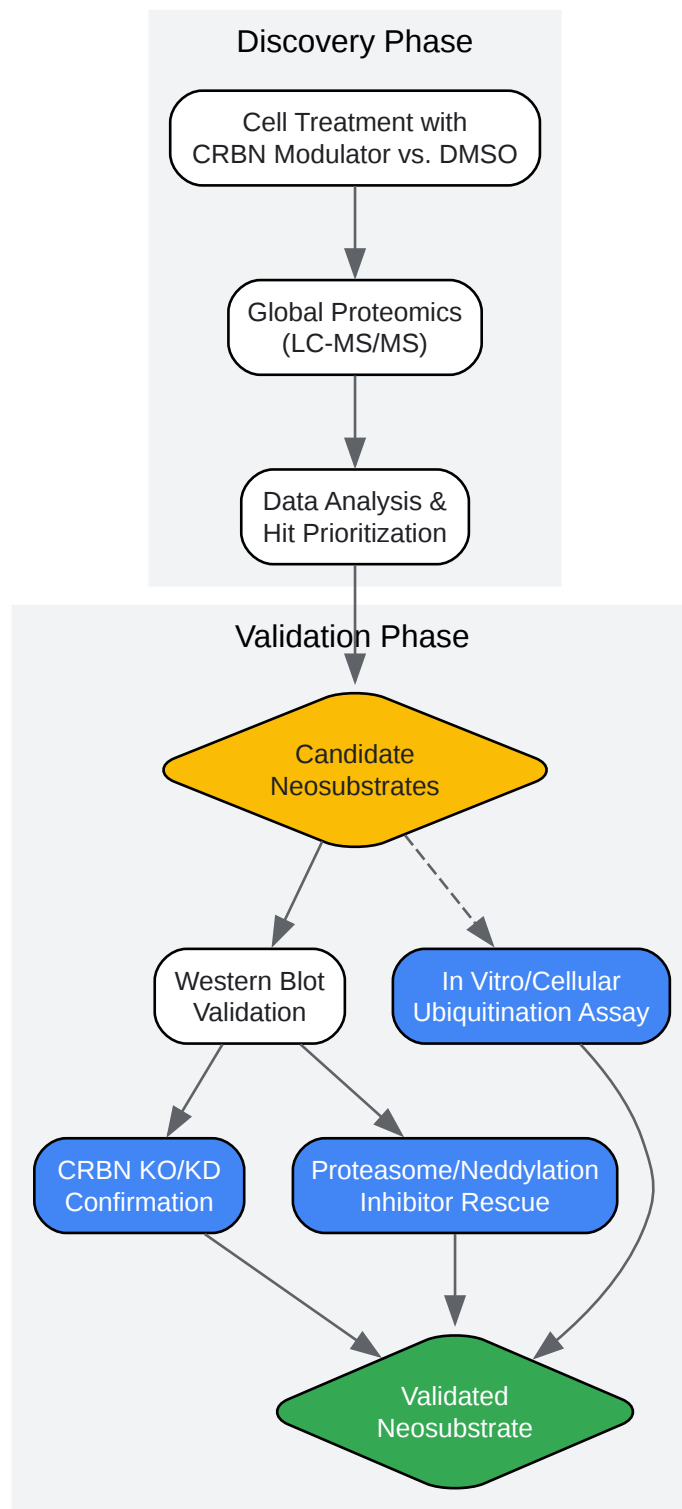 Discovery Phase
Cell Treatment with
CRBN Modulator vs. DMSO
Global Proteomics
(LC-MS/MS)
Data Analysis &
Hit Prioritization
Validation Phase
Candidate
Neosubstrates
Western Blot
Validation
In Vitro/Cellular
Ubiquitination Assay
CRBN KO/KD
Confirmation
Proteasome/Neddylation
Inhibitor Rescue
Validated
Neosubstrate